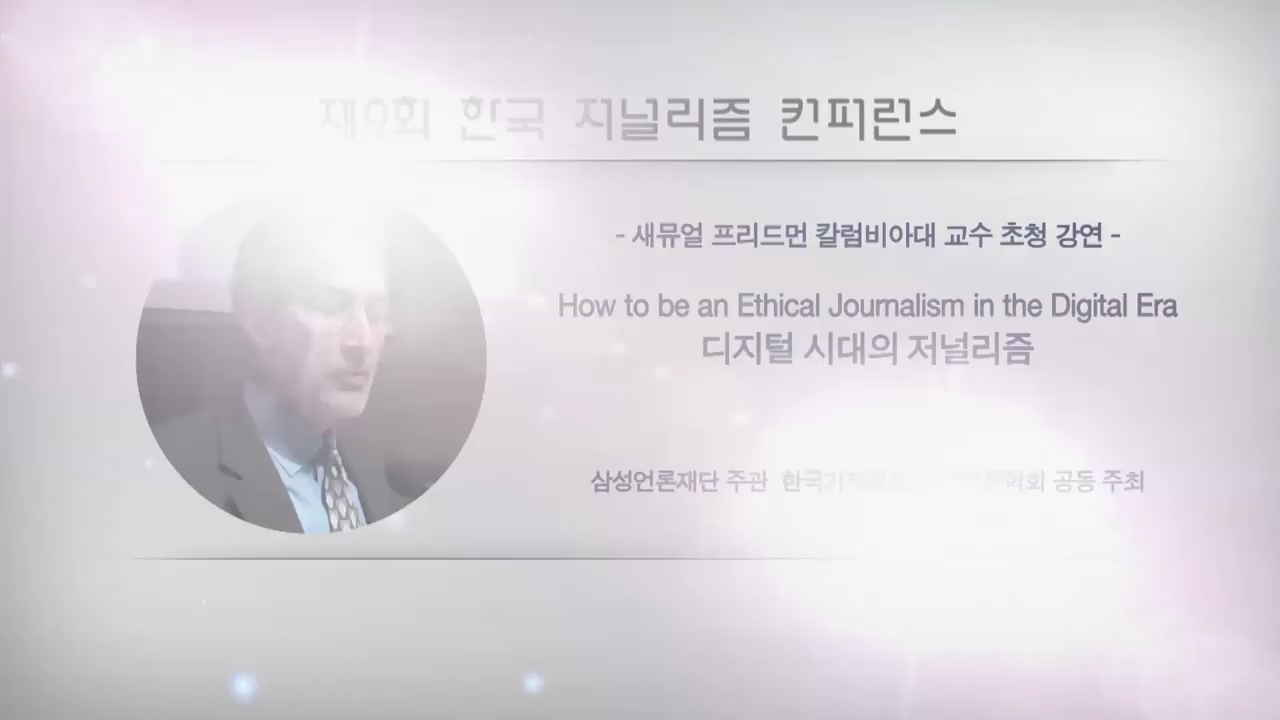 제9회 한국 저널리즘 컨퍼런스
- 새뮤얼 프리드먼 칼럼비아대 교수 초청 강연 -
How to be an Ethical Journalism in the Digital Era
디지털 시대의 저널리즘
삼성언론재단 주관 공동 주최